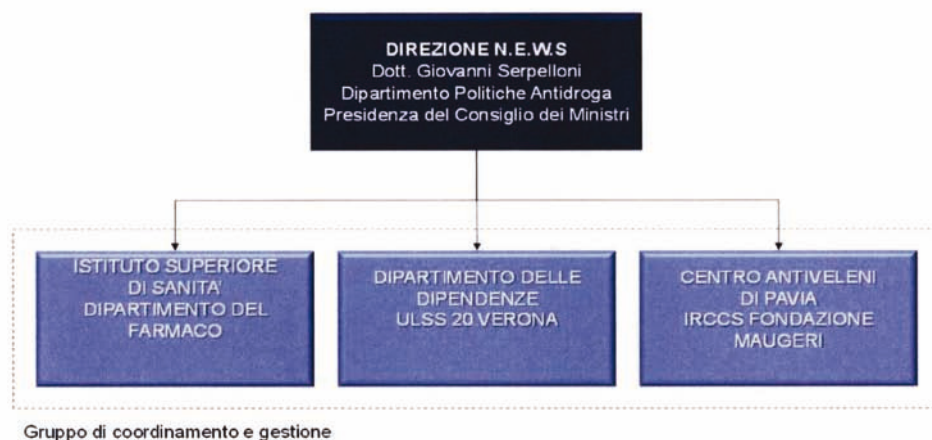 DIREZIONE N.E.W.S
Dott. Giovanni Serpelloni
Dipartimento Politiche Antidroga
Presidenza del Consiglio dei Ministri
ISTITUTO SUPERIORE
DI SANITA'
DIPARTIMENTO DEL
FARMACO
DIPARTIMENTO DELLE
DIPENDENZE
ULSS 20 VERONA
CENTRO ANTIVELENI
DI PAVIA
IRCCS FONDAZIONE
MAUGERI
Gruppo di coordinamento e gestione